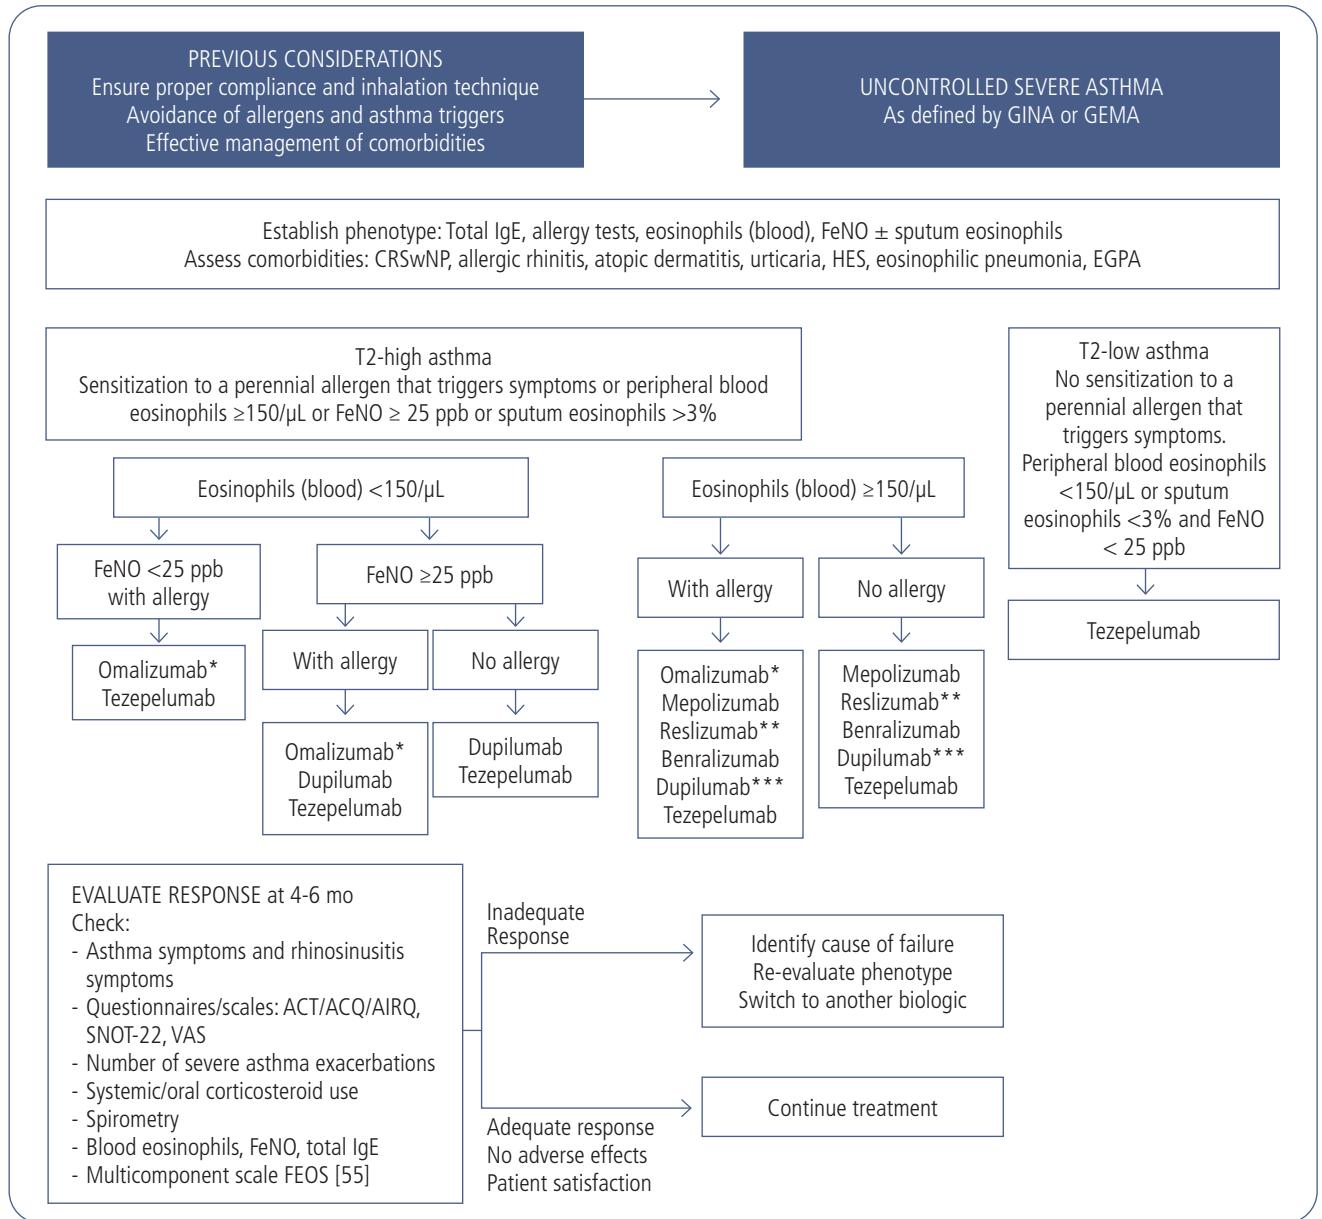 PREVIOUS CONSIDERATIONS
Ensure proper compliance and inhalation technique
Avoidance of allergens and asthma triggers
Effective management of comorbidities
UNCONTROLLED SEVERE ASTHMA
As defined by GINA or GEMA
Establish phenotype: Total IgE, allergy tests, eosinophils (blood), FeNO ± sputum eosinophils
Assess comorbidities: CRSwNP, allergic rhinitis, atopic dermatitis, urticaria, HES, eosinophilic pneumonia, EGPA
T2-high asthma
Sensitization to a perennial allergen that triggers symptoms or peripheral blood
eosinophils ≥150/µL or FeNO ≥ 25 ppb or sputum eosinophils >3%
T2-low asthma
No sensitization to a
perennial allergen that
triggers symptoms.
Peripheral blood eosinophils
<150/µL or sputum
eosinophils <3% and FeNO
< 25 ppb
Eosinophils (blood) <150/µL
Eosinophils (blood) ≥150/µL
FeNO <25 ppb
with allergy
FeNO ≥25 ppb
With allergy
No allergy
Tezepelumab
Omalizumab*
Tezepelumab
With allergy
No allergy
Omalizumab*
Dupilumab
Tezepelumab
Dupilumab
Tezepelumab
Omalizumab*
Mepolizumab
Reslizumab**
Benralizumab
Dupilumab***
Tezepelumab
Mepolizumab
Reslizumab**
Benralizumab
Dupilumab***
Tezepelumab
EVALUATE RESPONSE at 4-6 mo
Check:
- Asthma symptoms and rhinosinusitis
symptoms
- Questionnaires/scales: ACT/ACQ/AIRQ,
SNOT-22, VAS
- Number of severe asthma exacerbations
- Systemic/oral corticosteroid use
- Spirometry
- Blood eosinophils, FeNO, total IgE
- Multicomponent scale FEOS [55]
Inadequate
Response
Identify cause of failure
Re-evaluate phenotype
Switch to another biologic
Adequate response
No adverse effects
Patient satisfaction
Continue treatment